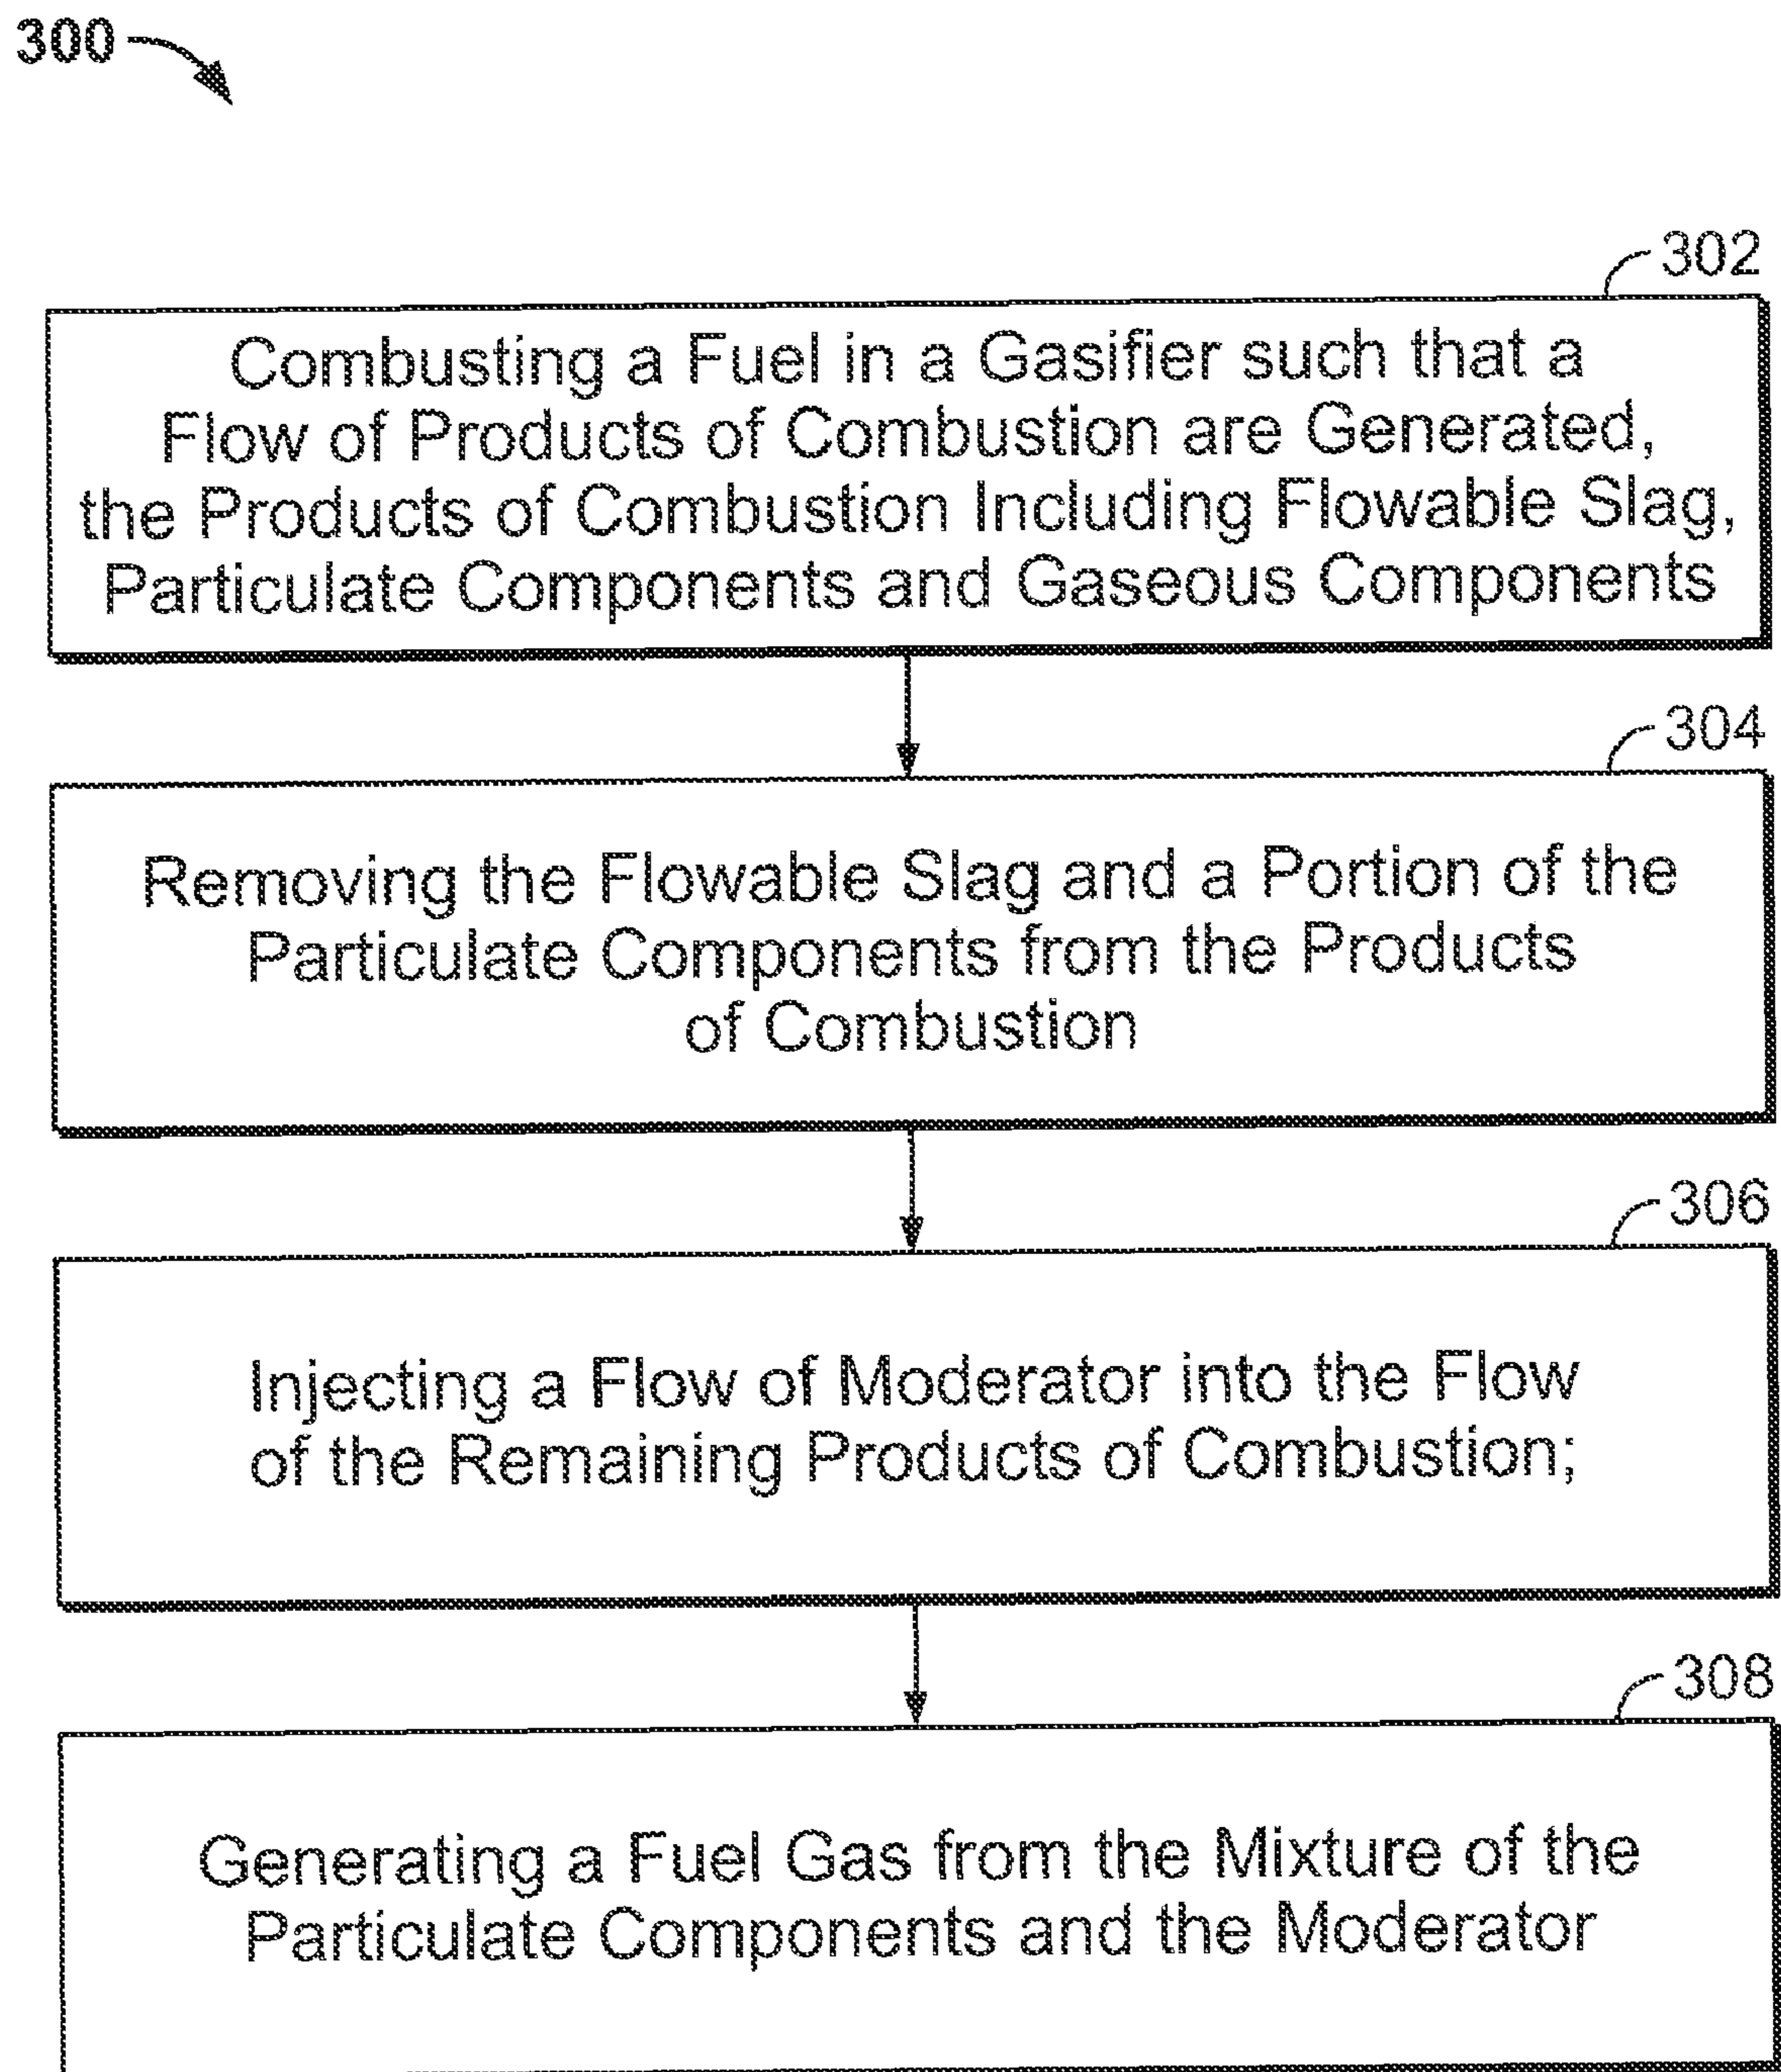 300
302
Combusting a Fuel in a Gasifier such that a
Flow of Products of Combustion are Generated,
the Products of Combustion Including Flowable Slag,
Particulate Components and Gaseous Components
304
Removing the Flowable Slag and a Portion of the
Particulate Components from the Products
of Combustion
306
Injecting a Flow of Moderator into the Flow
of the Remaining Products of Combustion;
308
Generating a Fuel Gas from the Mixture of the
Particulate Components and the Moderator